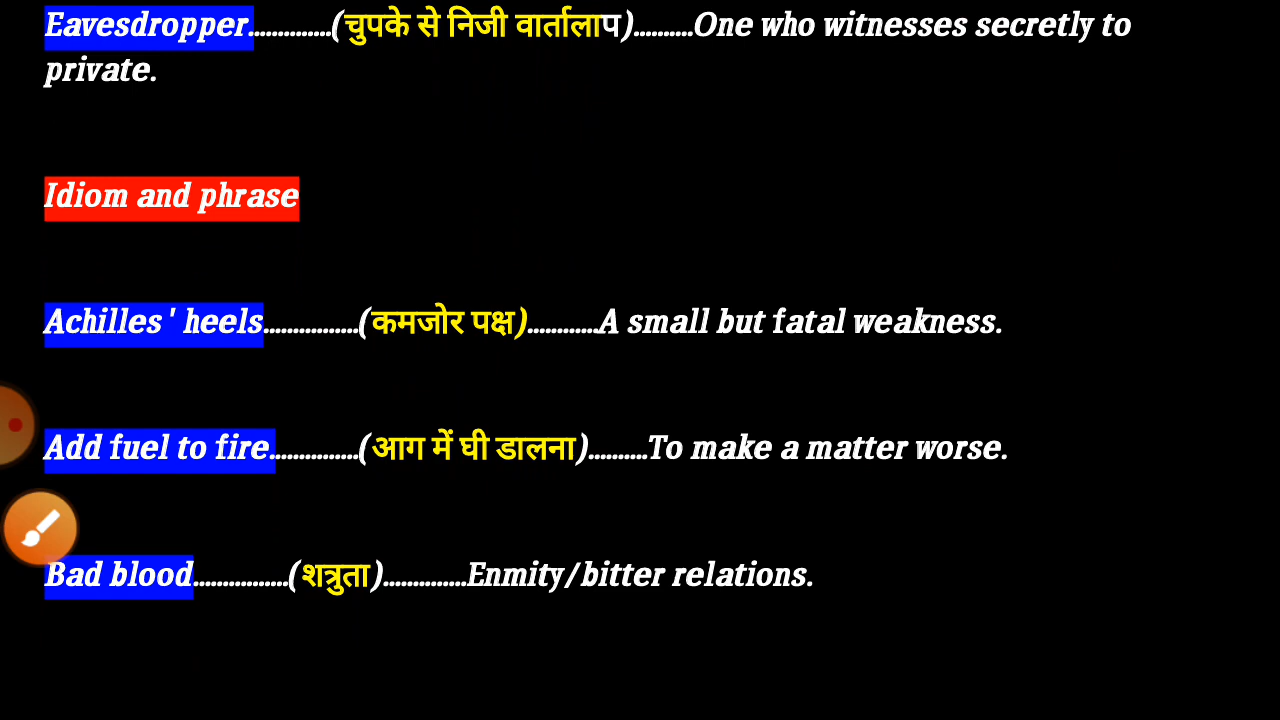 Eavesdropper..............(चुपके से निजी वार्तालाप)..........One who witnesses secretly to
private.
Idiom and phrase
Achilles' heels................(कमजोर पक्ष)............A small but fatal weakness.
Add fuel to fire...............(आग में घी डालना)..........To make a matter worse.
Bad blood................(शत्रुता)..............Enmity/bitter relations.